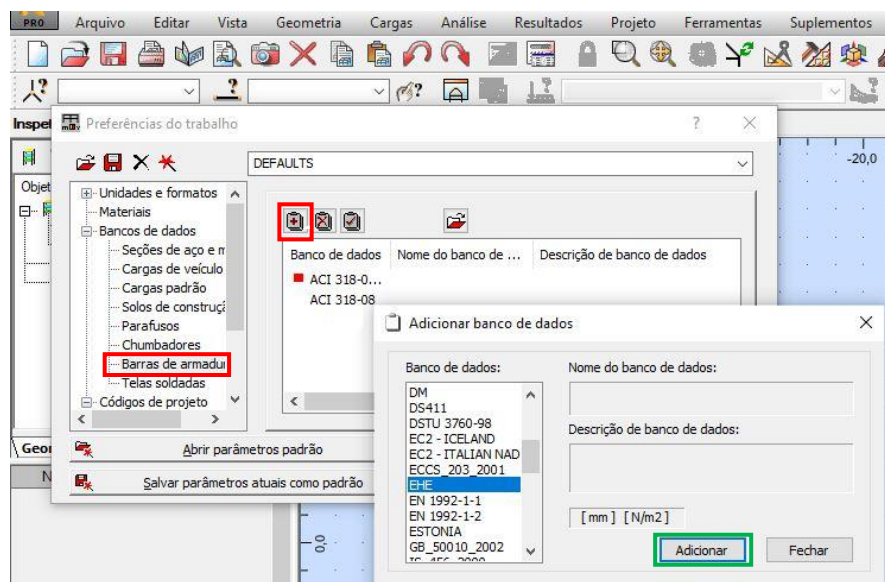 PRO Arquivo Editar Vista Geometria Cargas Análise Resultados Projeto Ferramentas Suplementos
Preferências do trabalho ? ×
DEFAULTS
-20,0
Objet
Unidades e formatos
Materiais
Bancos de dados
Seções de aço e m
Cargas de veículo
Cargas padrão
Solos de construçã
Parafusos
Chumbadores
Barras de armadu
Telas soldadas
Códigos de projeto
Banco de dados Nome do banco de ... Descrição de banco de dados
ACI 318-0...
ACI 318-08
Abrir parâmetros padrão
Salvar parâmetros atuais como padrão
Inspet
Geor
N
0,0
Adicionar banco de dados
Banco de dados:
DM
DS411
DSTU 3760-98
EC2 - ICELAND
EC2 - ITALIAN NAD
ECCS_203_2001
EHE
EN 1992-1-1
EN 1992-1-2
ESTONIA
GB_50010_2002
Nome do banco de dados:
Descrição de banco de dados:
[ mm ] [ N/m2 ]
Adicionar Fechar